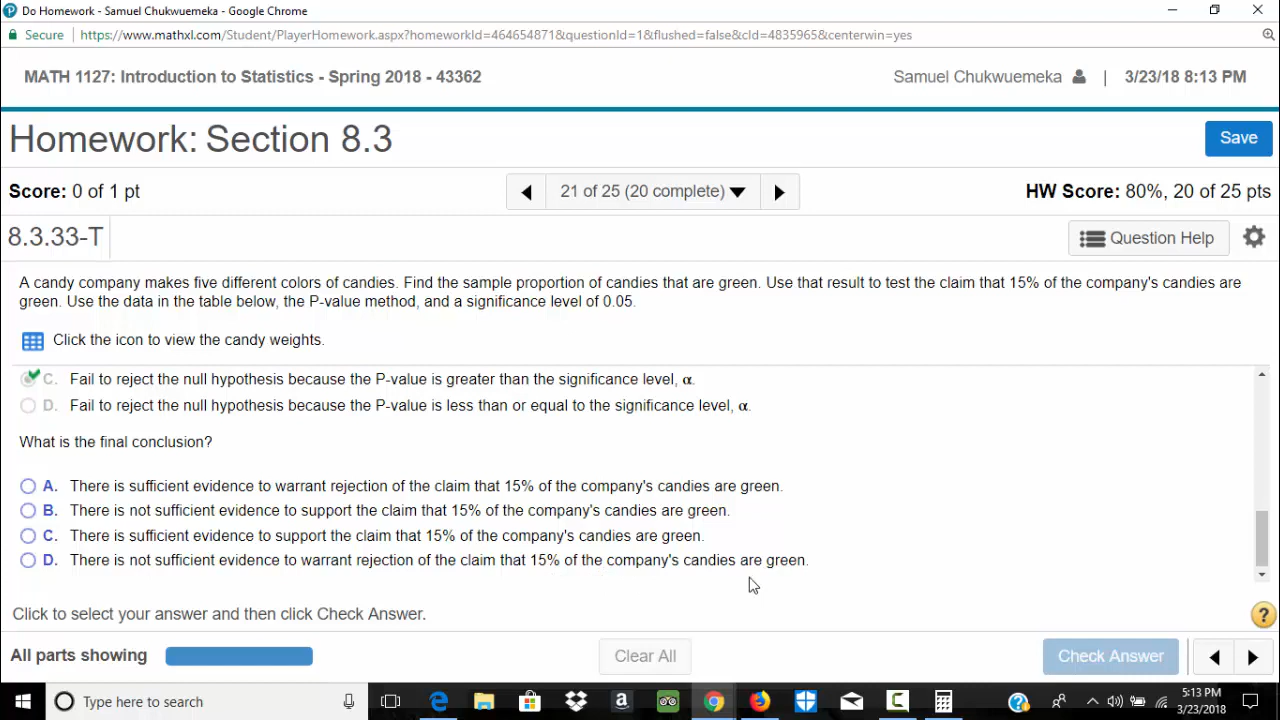 Do Homework - Samuel Chukwuemeka - Google Chrome
Secure | https://www.mathxl.com/Student/PlayerHomework.aspx?homeworkId=464654871&questionId=1&flushed=false&cId=4835965&centerwin=yes
MATH 1127: Introduction to Statistics - Spring 2018 - 43362 Samuel Chukwuemeka | 3/23/18 8:13 PM
Homework: Section 8.3 Save
Score: 0 of 1 pt 21 of 25 (20 complete) HW Score: 80%, 20 of 25 pts
8.3.33-T Question Help
A candy company makes five different colors of candies. Find the sample proportion of candies that are green. Use that result to test the claim that 15% of the company's candies are
green. Use the data in the table below, the P-value method, and a significance level of 0.05.
Click the icon to view the candy weights.
C. Fail to reject the null hypothesis because the P-value is greater than the significance level, α.
D. Fail to reject the null hypothesis because the P-value is less than or equal to the significance level, α.
What is the final conclusion?
A. There is sufficient evidence to warrant rejection of the claim that 15% of the company's candies are green.
B. There is not sufficient evidence to support the claim that 15% of the company's candies are green.
C. There is sufficient evidence to support the claim that 15% of the company's candies are green.
D. There is not sufficient evidence to warrant rejection of the claim that 15% of the company's candies are green.
Click to select your answer and then click Check Answer.
?
All parts showing Clear All Check Answer
Type here to search 5:13 PM
3/23/2018